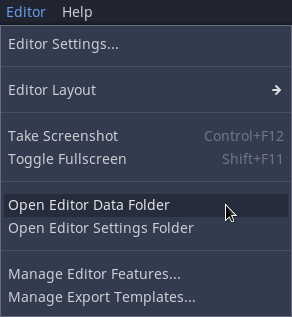 Editor Help
Editor Settings...
Editor Layout
Take Screenshot Control+F12
Toggle Fullscreen Shift+F11
Open Editor Data Folder
Open Editor Settings Folder
Manage Editor Features...
Manage Export Templates...